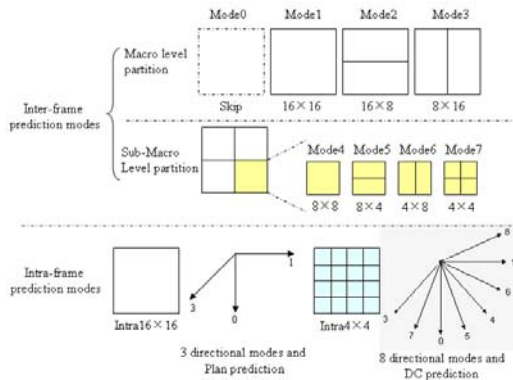 Mode0 Mode1 Mode2 Mode3
Macro level
partition
Skip 16×16 16×8 8×16
Inter-frame
prediction modes
Sub-Macro
Level partition
Mode4 Mode5 Mode6 Mode7
8×8 8×4 4×8 4×4
Intra-frame
prediction modes
Intra16×16
1
3
0
Intra4×4
8
1
6
3
4
7
0
5
3 directional modes and
Plan prediction
8 directional modes and
DC prediction